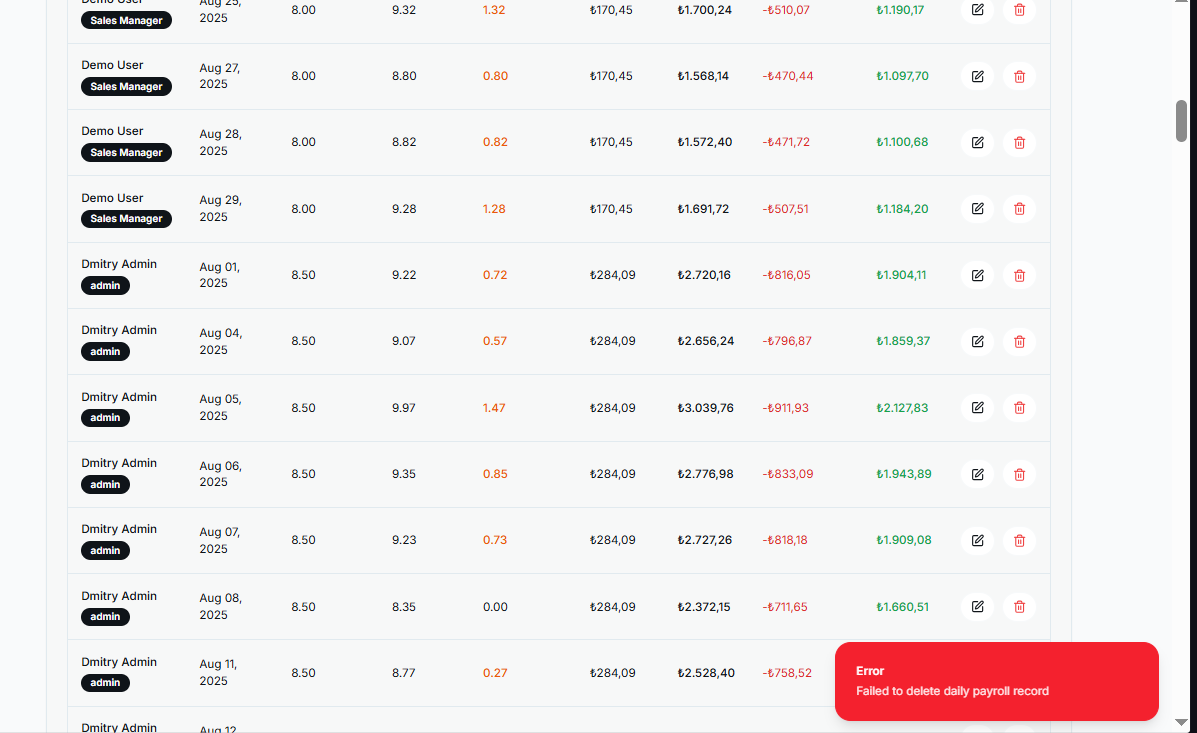 Demo User
Sales Manager
Aug 25,
2025
8.00 9.32 1.32 ₺170,45 ₺1.700,24 -₺510,07 ₺1.190,17
Demo User
Sales Manager
Aug 27,
2025
8.00 8.80 0.80 ₺170,45 ₺1.568,14 -₺470,44 ₺1.097,70
Demo User
Sales Manager
Aug 28,
2025
8.00 8.82 0.82 ₺170,45 ₺1.572,40 -₺471,72 ₺1.100,68
Demo User
Sales Manager
Aug 29,
2025
8.00 9.28 1.28 ₺170,45 ₺1.691,72 -₺507,51 ₺1.184,20
Dmitry Admin
admin
Aug 01,
2025
8.50 9.22 0.72 ₺284,09 ₺2.720,16 -₺816,05 ₺1.904,11
Dmitry Admin
admin
Aug 04,
2025
8.50 9.07 0.57 ₺284,09 ₺2.656,24 -₺796,87 ₺1.859,37
Dmitry Admin
admin
Aug 05,
2025
8.50 9.97 1.47 ₺284,09 ₺3.039,76 -₺911,93 ₺2.127,83
Dmitry Admin
admin
Aug 06,
2025
8.50 9.35 0.85 ₺284,09 ₺2.776,98 -₺833,09 ₺1.943,89
Dmitry Admin
admin
Aug 07,
2025
8.50 9.23 0.73 ₺284,09 ₺2.727,26 -₺818,18 ₺1.909,08
Dmitry Admin
admin
Aug 08,
2025
8.50 8.35 0.00 ₺284,09 ₺2.372,15 -₺711,65 ₺1.660,51
Dmitry Admin
admin
Aug 11,
2025
8.50 8.77 0.27 ₺284,09 ₺2.528,40 -₺758,52
Dmitry Admin
Aug 12,
Error
Failed to delete daily payroll record